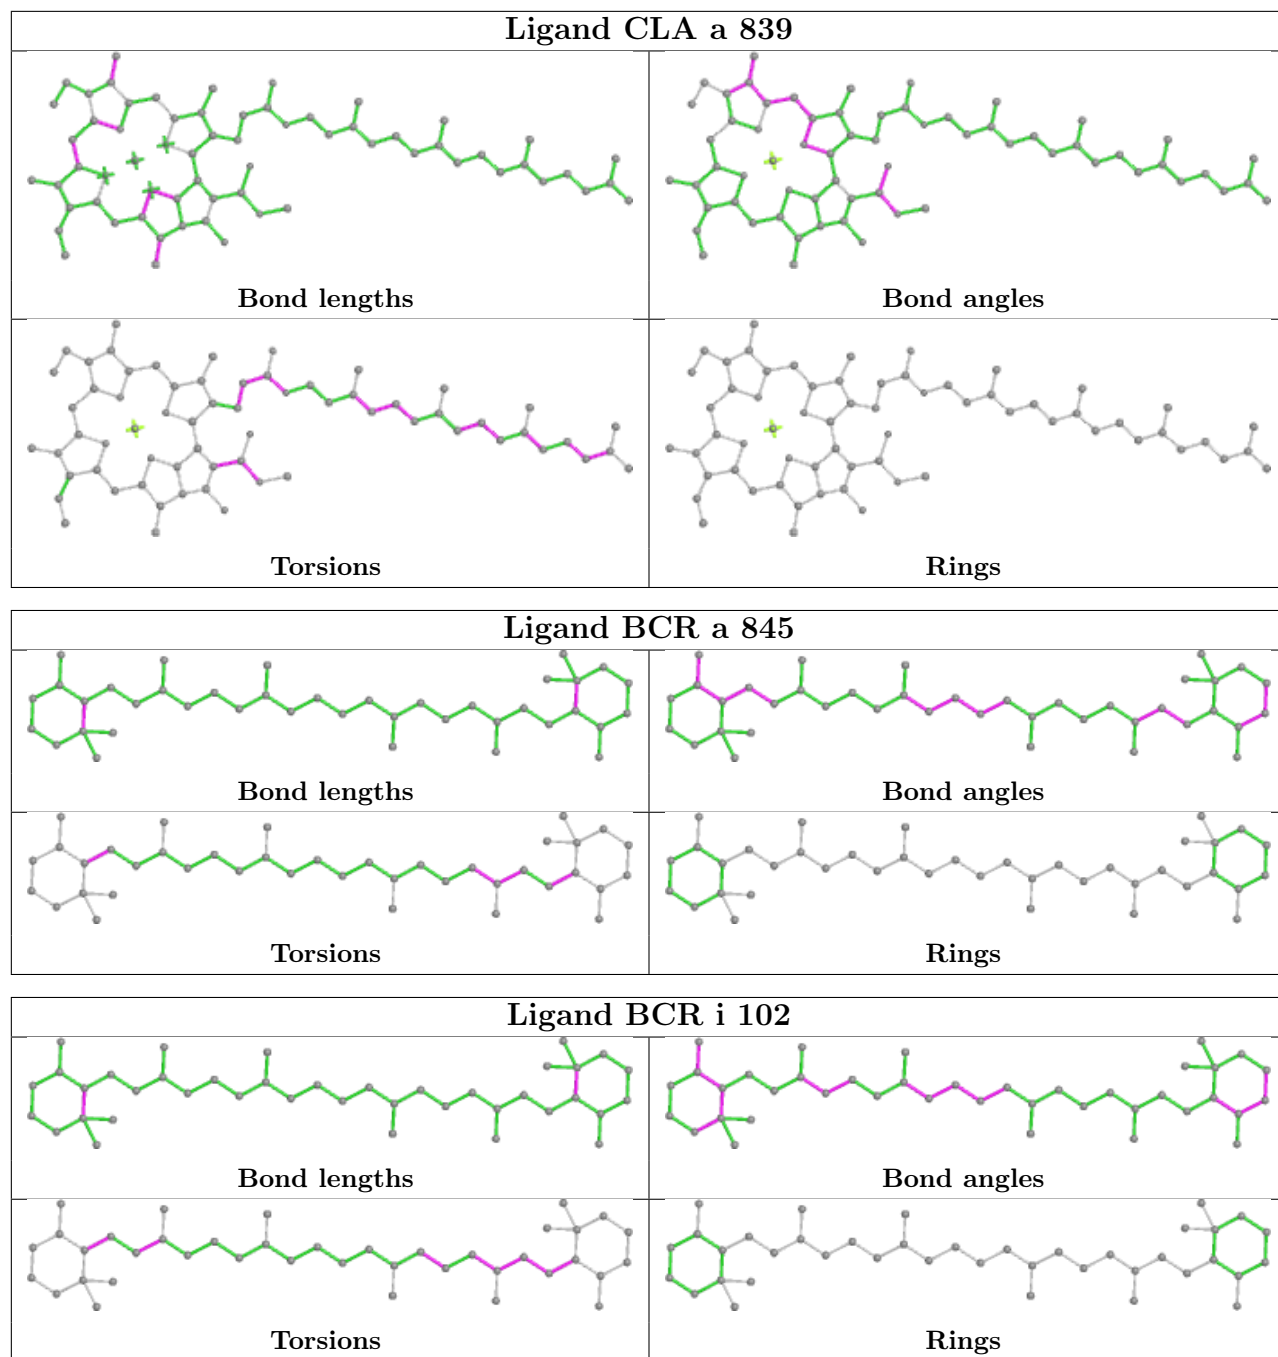 Ligand CLA a 839
Bond lengths
Bond angles
Torsions
Rings
Ligand BCR a 845
Bond lengths
Bond angles
Torsions
Rings
Ligand BCR i 102
Bond lengths
Bond angles
Torsions
Rings